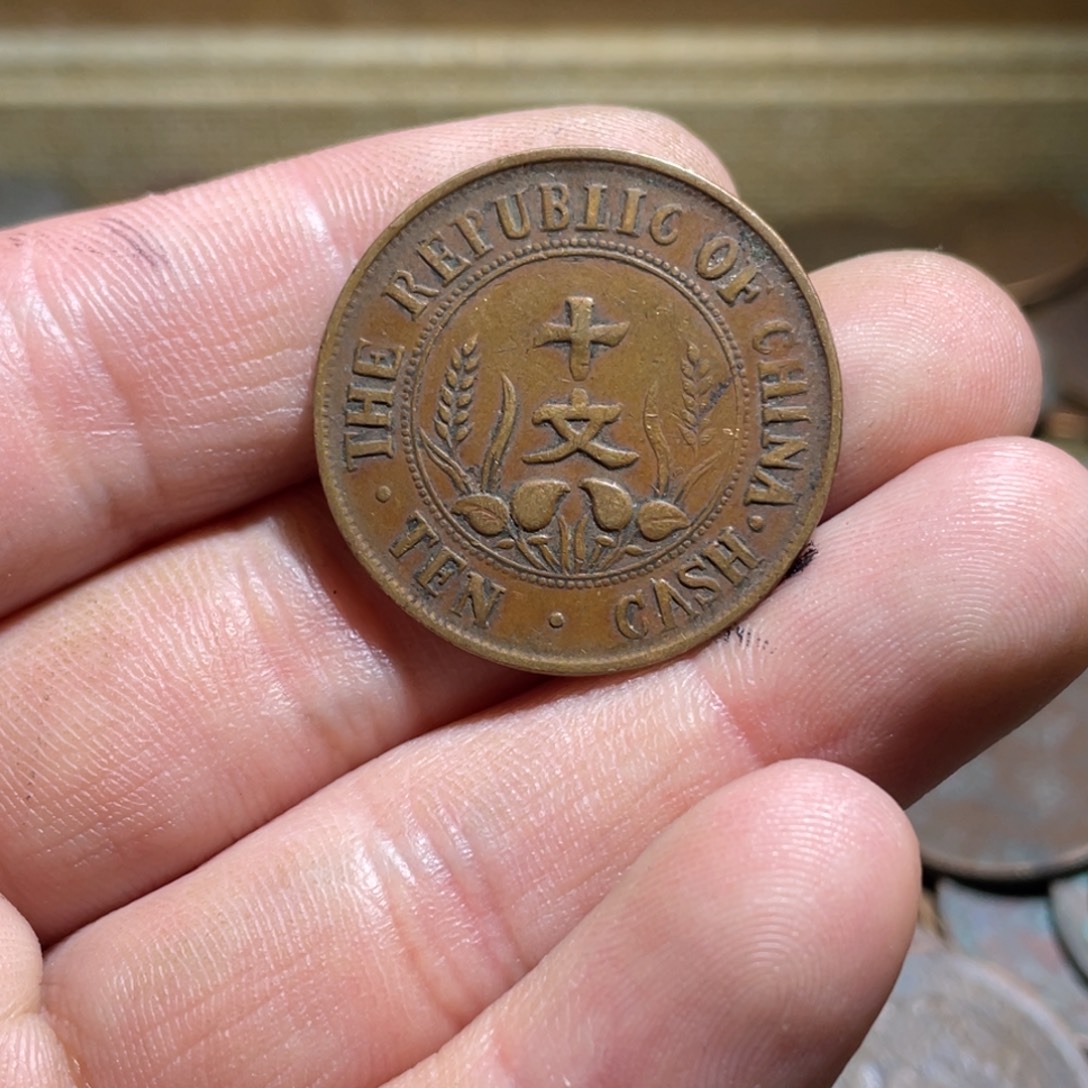 THE REPUBLIC OF CHINA
十
文
TEN CASH